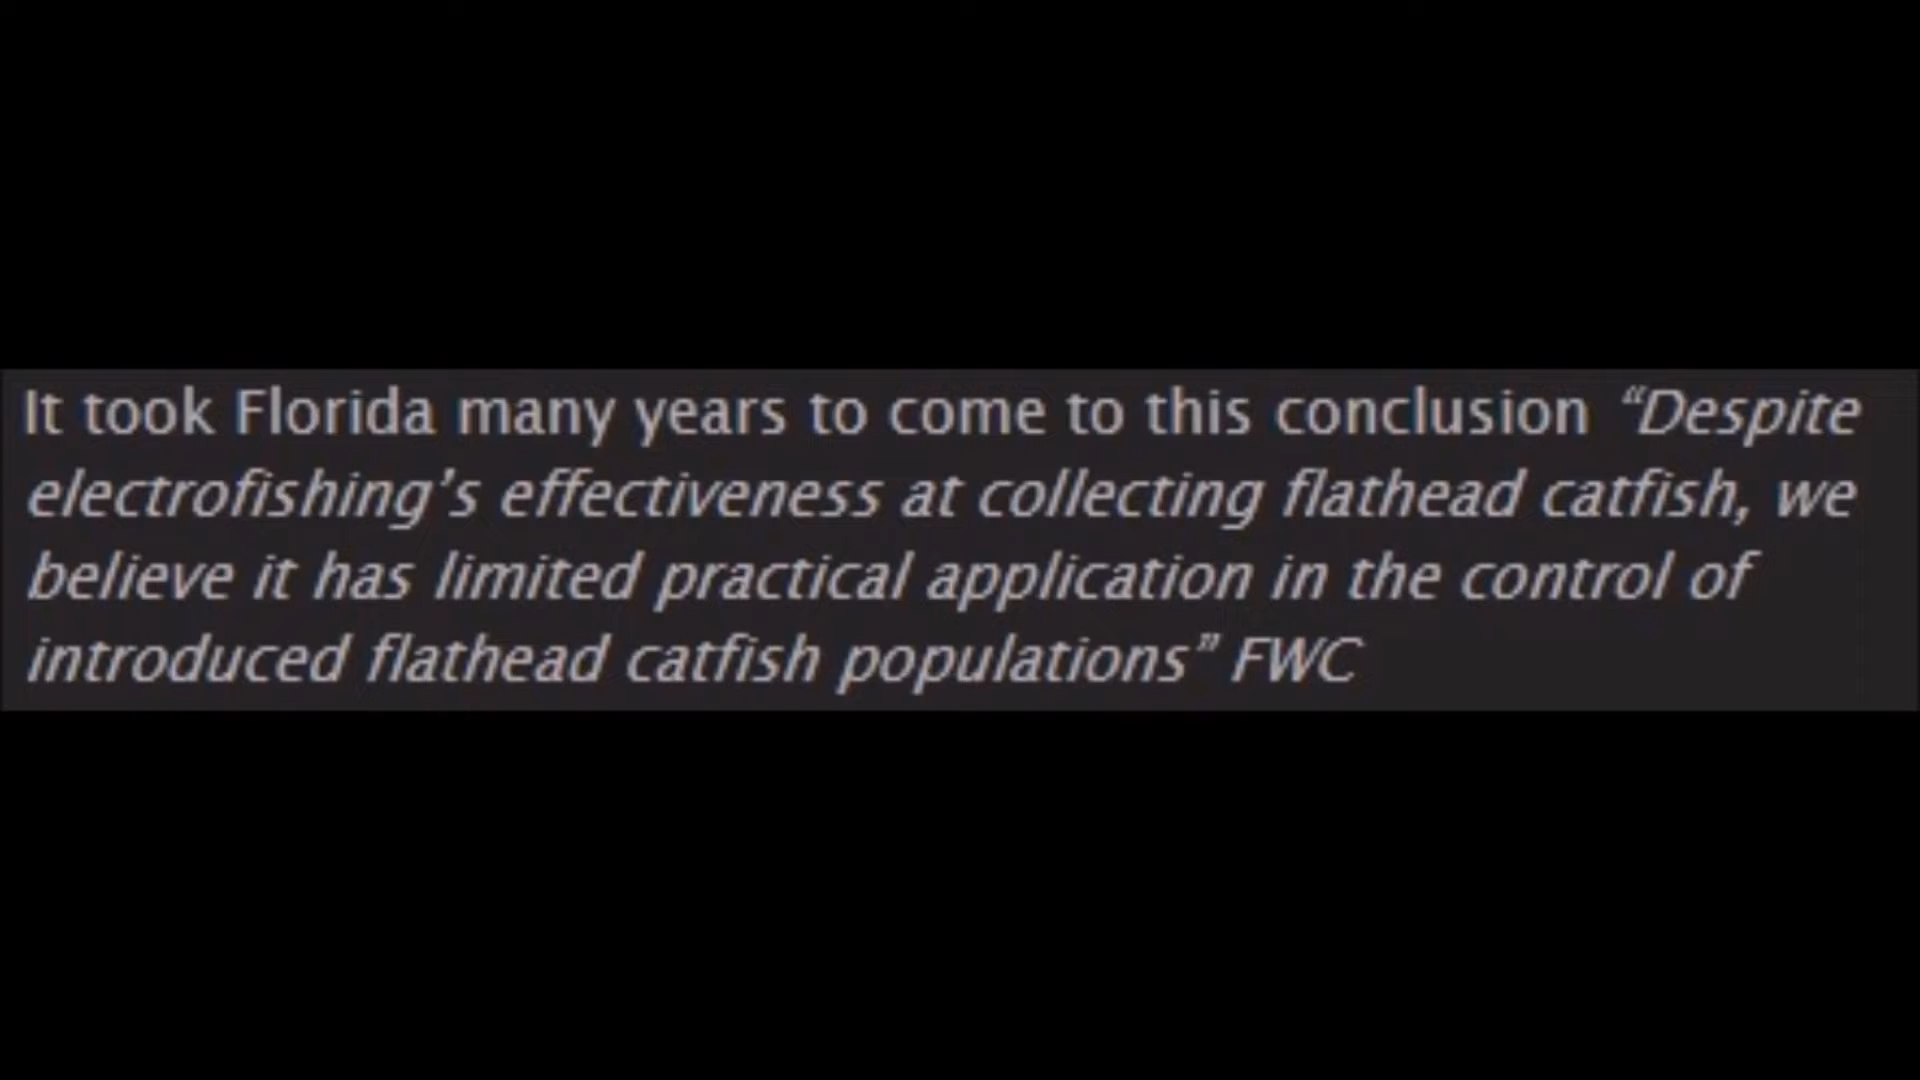 It took Florida many years to come to this conclusion “Despite
electrofishing’s effectiveness at collecting flathead catfish, we
believe it has limited practical application in the control of
introduced flathead catfish populations” FWC